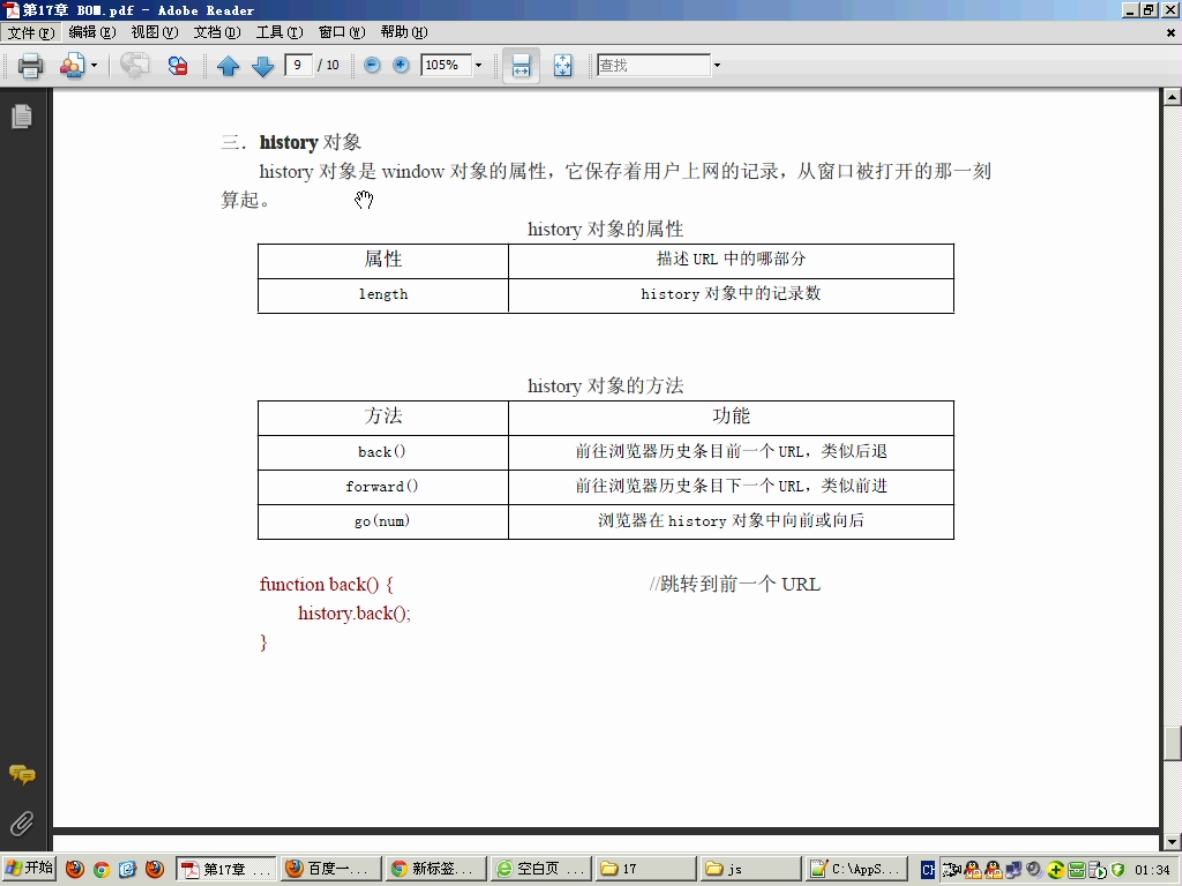 第17章 BOM.pdf - Adobe Reader
文件(F) 编辑(E) 视图(V) 文档(D) 工具(T) 窗口(W) 帮助(H)
9 / 10 105% 查找
三．history 对象
history 对象是 window 对象的属性，它保存着用户上网的记录，从窗口被打开的那一刻
算起。
history 对象的属性
属性 描述 URL 中的哪部分
length history 对象中的记录数
history 对象的方法
方法 功能
back() 前往浏览器历史条目前一个 URL，类似后退
forward() 前往浏览器历史条目下一个 URL，类似前进
go(num) 浏览器在 history 对象中向前或向后
function back() { //跳转到前一个 URL
history.back();
}
开始 第17章 ... 百度一... 新标签... 空白页 ... 17 js C:\AppS... CH 01:34